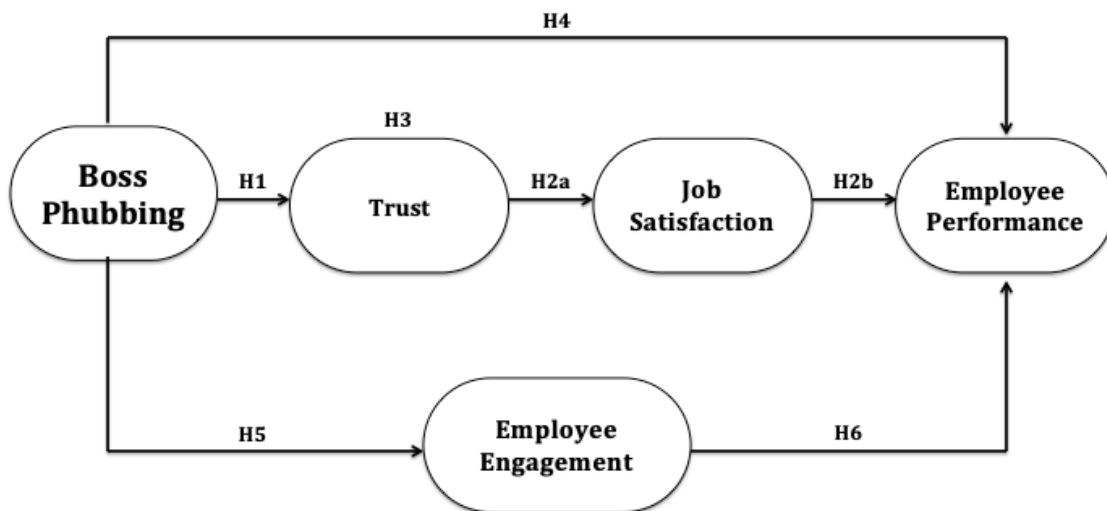 H4
H3
Boss
Phubbing
H1
Trust
H2a
Job
Satisfaction
H2b
Employee
Performance
H5
Employee
Engagement
H6